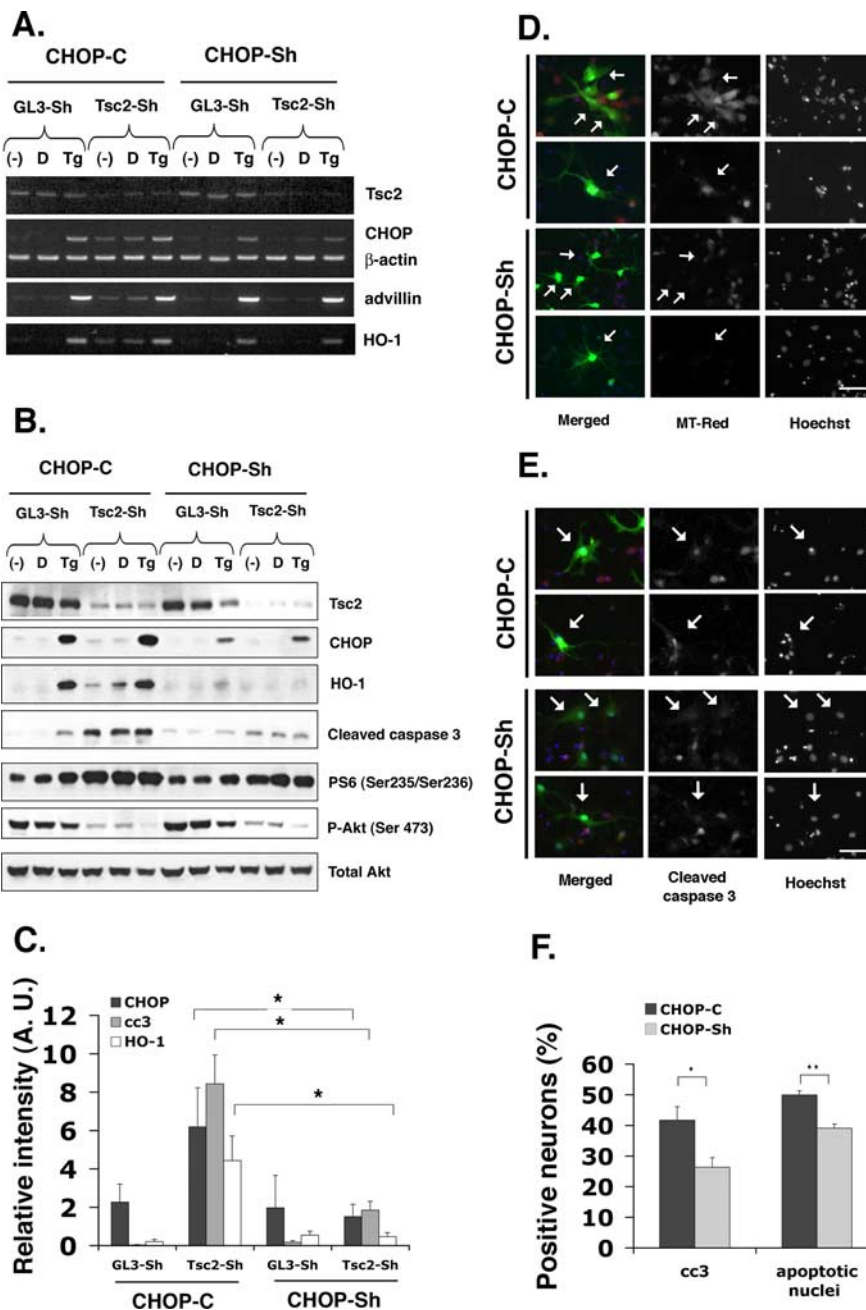 A.
CHOP-C CHOP-Sh
GL3-Sh Tsc2-Sh GL3-Sh Tsc2-Sh
(-) D Tg (-) D Tg (-) D Tg (-) D Tg
Tsc2
CHOP
β-actin
advillin
HO-1
B.
CHOP-C CHOP-Sh
GL3-Sh Tsc2-Sh GL3-Sh Tsc2-Sh
(-) D Tg (-) D Tg (-) D Tg (-) D Tg
Tsc2
CHOP
HO-1
Cleaved caspase 3
PS6 (Ser235/Ser236)
P-Akt (Ser 473)
Total Akt
C.
Relative intensity (A. U.)
12
10
8
6
4
2
0
CHOP
cc3
HO-1
*
*
*
GL3-Sh Tsc2-Sh GL3-Sh Tsc2-Sh
CHOP-C CHOP-Sh
D.
CHOP-C
CHOP-Sh
Merged MT-Red Hoechst
E.
CHOP-C
CHOP-Sh
Merged Cleaved Hoechst
caspase 3
F.
CHOP-C
CHOP-Sh
Positive neurons (%)
60
50
40
30
20
10
0
*
**
cc3 apoptotic
nuclei